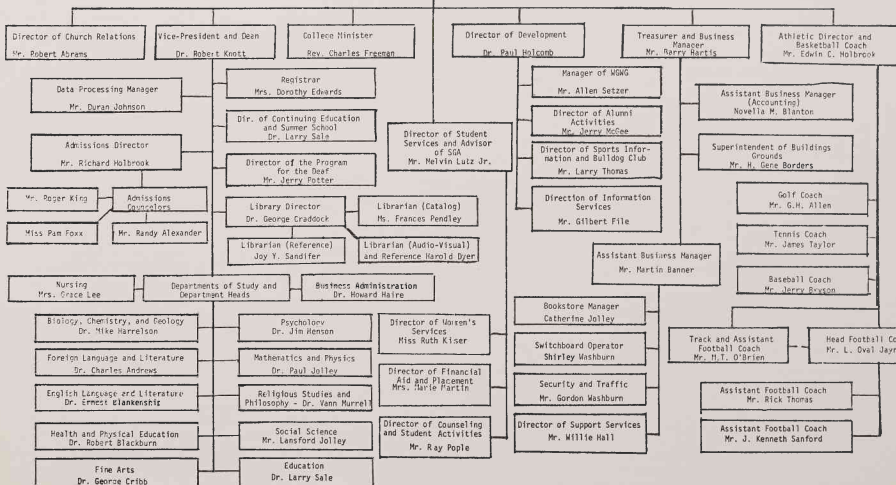 Director of Church Relations
Mr. Robert Abrams
Vice-President and Dean
Dr. Robert Knott
College Minister
Rev. Charles Freeman
Director of Development
Dr. Paul Holcomb
Treasurer and Business
Manager
Mr. Harry Hartis
Athletic Director and
Basketball Coach
Mr. Edwin C. Holbrook
Data Processing Manager
Mr. Duran Johnson
Registrar
Mrs. Dorothy Edwards
Dir. of Continuing Education
and Summer School
Dr. Larry Sale
Admissions Director
Mr. Richard Holbrook
Director of the Program
for the Deaf
Mr. Jerry Potter
Mr. Roger King
Admissions
Counselors
Miss Pam Foxx
Mr. Randy Alexander
Library Director
Dr. George Craddock
Librarian (Catalog)
Ms. Frances Pendley
Librarian (Reference)
Joy Y. Sandifer
Librarian (Audio-Visual)
and Reference Harold Dyer
Director of Student
Services and Advisor
of SGA
Mr. Melvin Lutz Jr.
Manager of WGWG
Mr. Allen Setzer
Director of Alumni
Activities
Mr. Jerry McGee
Director of Sports Infor-
mation and Bulldog Club
Mr. Larry Thomas
Direction of Information
Services
Mr. Gilbert File
Assistant Business Manager
(Accounting)
Novella M. Blanton
Superintendent of Buildings
Grounds
Mr. H. Gene Borders
Golf Coach
Mr. G.H. Allen
Tennis Coach
Mr. James Taylor
Baseball Coach
Mr. Jerry Bryson
Assistant Business Manager
Mr. Martin Banner
Nursing
Mrs. Grace Lee
Departments of Study and
Department Heads
Business Administration
Dr. Howard Haire
Biology, Chemistry, and Geology
Dr. Mike Harrelson
Psychology
Dr. Jim Henson
Foreign Language and Literature
Dr. Charles Andrews
Mathematics and Physics
Dr. Paul Jolley
English Language and Literature
Dr. Ernest Blankenship
Religious Studies and
Philosophy - Dr. Vann Murrell
Health and Physical Education
Dr. Robert Blackburn
Social Science
Mr. Lansford Jolley
Fine Arts
Dr. George Cribb
Education
Dr. Larry Sale
Director of Women's
Services
Miss Ruth Kiser
Director of Financial
Aid and Placement
Mrs. Marie Martin
Director of Counseling
and Student Activities
Mr. Ray Pople
Bookstore Manager
Catherine Jolley
Switchboard Operator
Shirley Washburn
Security and Traffic
Mr. Gordon Washburn
Director of Support Services
Mr. Willie Hall
Track and Assistant
Football Coach
Mr. M.T. O'Brien
Head Football Co
Mr. L. Oval Jayn
Assistant Football Coach
Mr. Rick Thomas
Assistant Football Coach
Mr. J. Kenneth Sanford